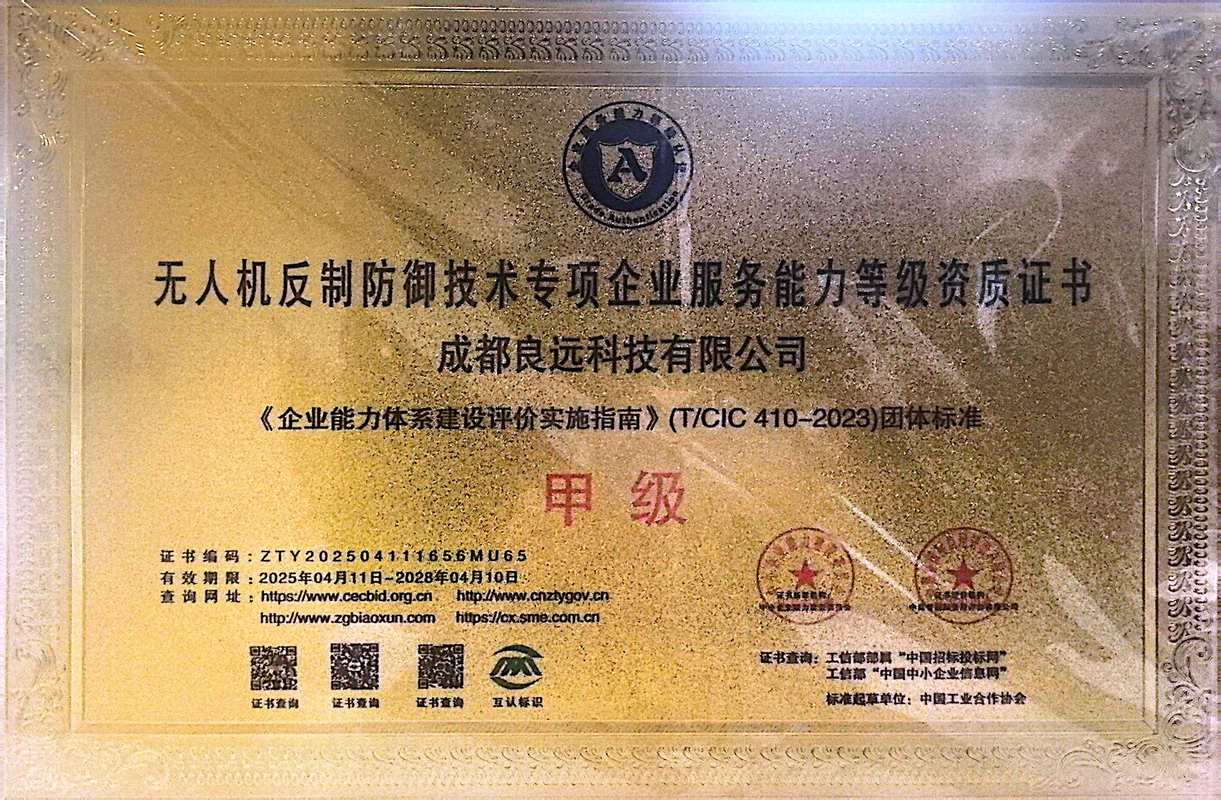 A
无人机反制防御技术专项企业服务能力等级资质证书
成都良远科技有限公司
《企业能力体系建设评价实施指南》(T/CIC 410-2023)团体标准
甲级
证书编码：ZTY202504111656MU65
有效期限：2025年04月11日~2028年04月10日
查询网址：https://www.cecbid.org.cn http://www.cnztygov.cn
http://www.zgbiaoxun.com https://cx.sme.com.cn
证书查询 证书查询 证书查询 互认标识
证书查询：工信部部属“中国招标投标网”
工信部“中国中小企业信息网”
标准起草单位：中国工业合作协会